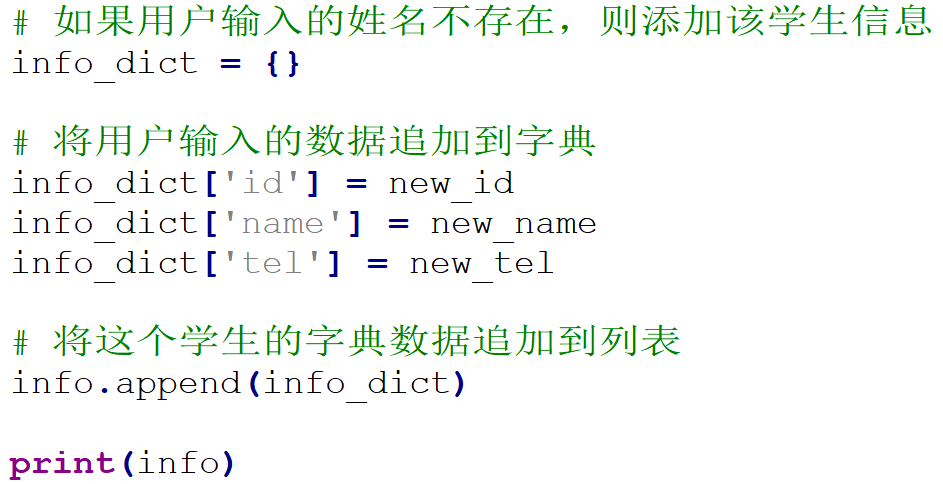 # 如果用户输入的姓名不存在，则添加该学生信息
info_dict = {}
# 将用户输入的数据追加到字典
info_dict['id'] = new_id
info_dict['name'] = new_name
info_dict['tel'] = new_tel
# 将这个学生的字典数据追加到列表
info.append(info_dict)
print(info)